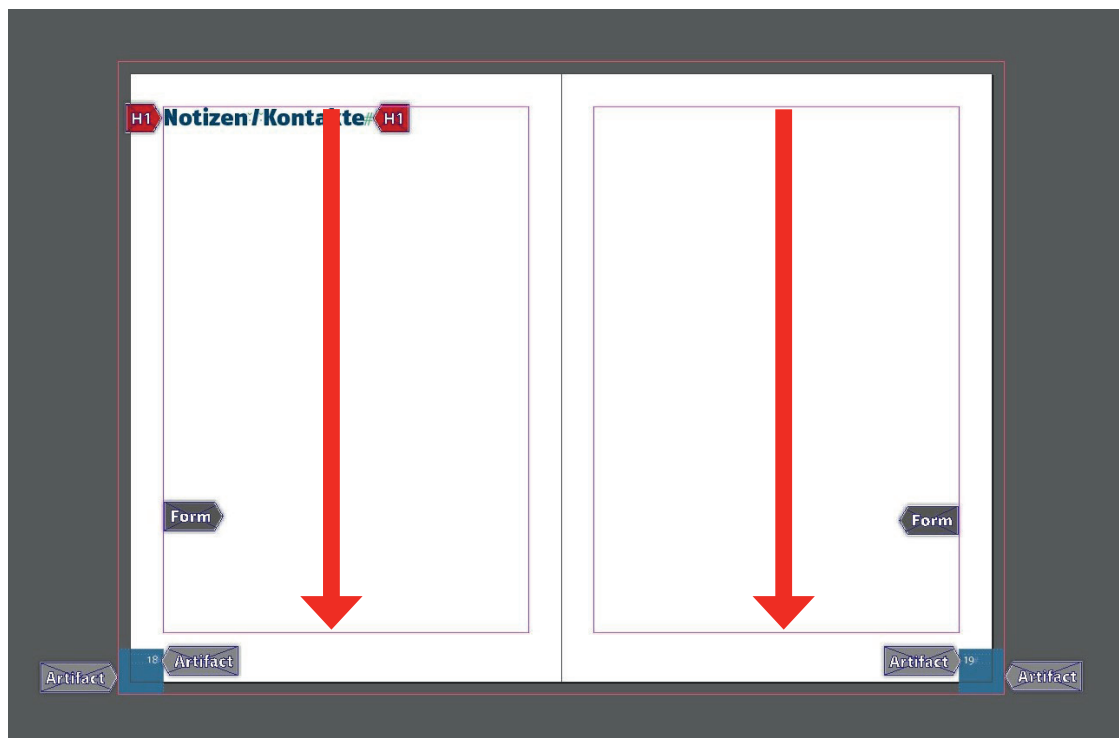 H1 Notizen / Kontakte# H1
Form
Form
18 Artifact
Artifact
Artifact 19
Artifact